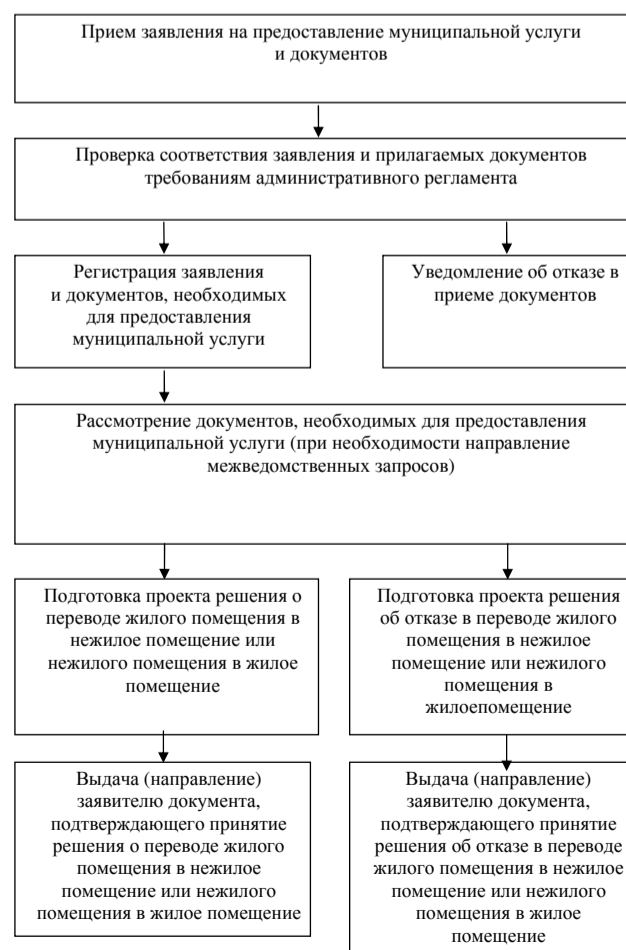 Прием заявления на предоставление муниципальной услуги
и документов
Проверка соответствия заявления и прилагаемых документов
требованиям административного регламента
Регистрация заявления
и документов, необходимых
для предоставления
муниципальной услуги
Уведомление об отказе в
приеме документов
Рассмотрение документов, необходимых для предоставления
муниципальной услуги (при необходимости направление
межведомственных запросов)
Подготовка проекта решения о
переводе жилого помещения в
нежилое помещение или
нежилого помещения в жилое
помещение
Подготовка проекта решения
об отказе в переводе жилого
помещения в нежилое
помещение или нежилого
помещения в
жилоепомещение
Выдача (направление)
заявителю документа,
подтверждающего принятие
решения о переводе жилого
помещения в нежилое
помещение или нежилого
помещения в жилое помещение
Выдача (направление)
заявителю документа,
подтверждающего принятие
решения об отказе в переводе
жилого помещения в нежилое
помещение или нежилого
помещения в жилое
помещение